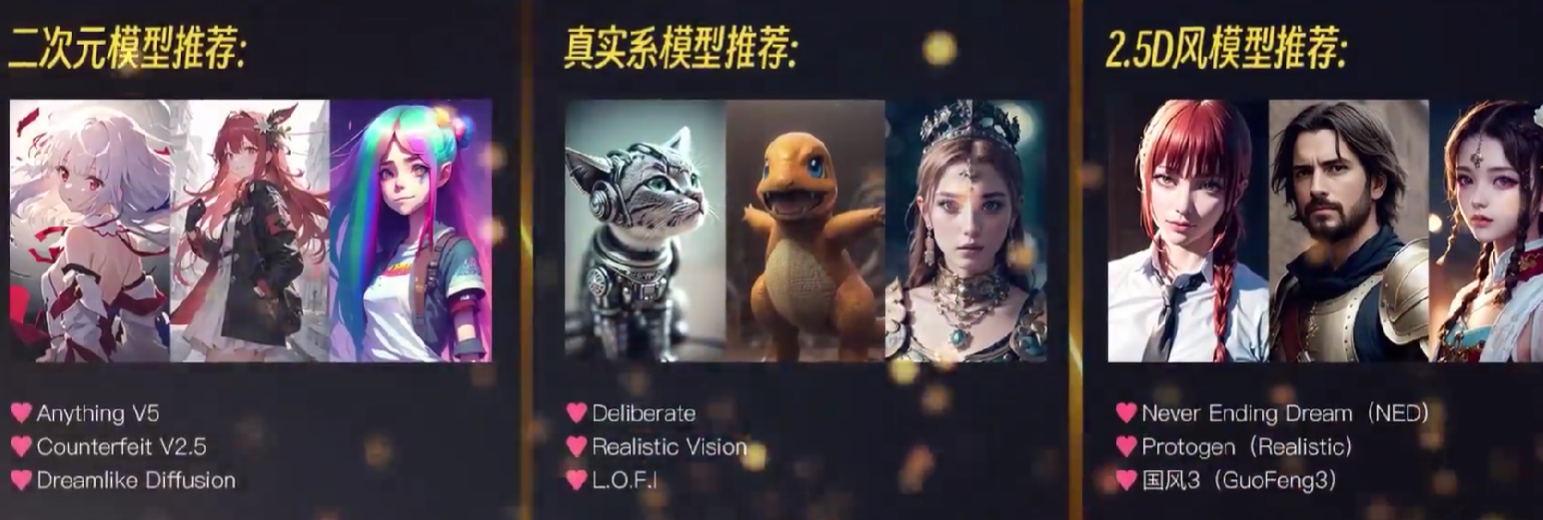 二次元模型推荐:
Anything V5
Counterfeit V2.5
Dreamlike Diffusion
真实系模型推荐:
Deliberate
Realistic Vision
L.O.F.I
2.5D风模型推荐:
Never Ending Dream（NED）
Protogen（Realistic）
国风3（GuoFeng3）